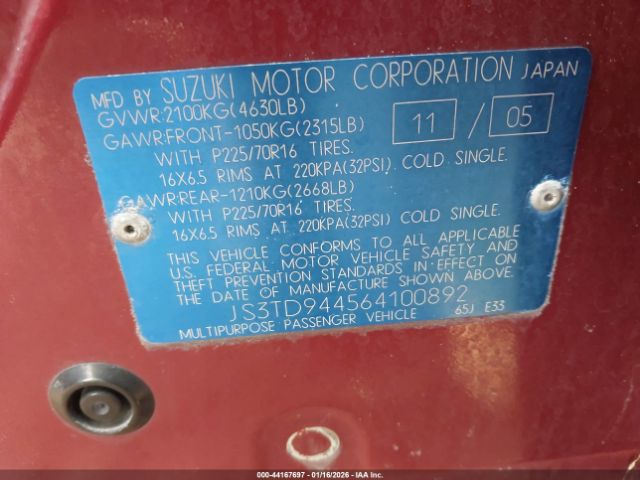 MFD BY SUZUKI MOTOR CORPORATION JAPAN
GVWR:2100KG(4630LB)
GAWR:FRONT-1050KG(2315LB) 11 / 05
WITH P225/70R16 TIRES.
16X6.5 RIMS AT 220KPA(32PSI) COLD SINGLE.
GAWR:REAR-1210KG(2668LB)
WITH P225/70R16 TIRES.
16X6.5 RIMS AT 220KPA(32PSI) COLD SINGLE.
THIS VEHICLE CONFORMS TO ALL APPLICABLE
U.S. FEDERAL MOTOR VEHICLE SAFETY AND
THEFT PREVENTION STANDARDS IN EFFECT ON
THE DATE OF MANUFACTURE SHOWN ABOVE.
JS3TD944564100892
MULTIPURPOSE PASSENGER VEHICLE 65J E33
000-44167697 - 01/16/2026 - IAA Inc.